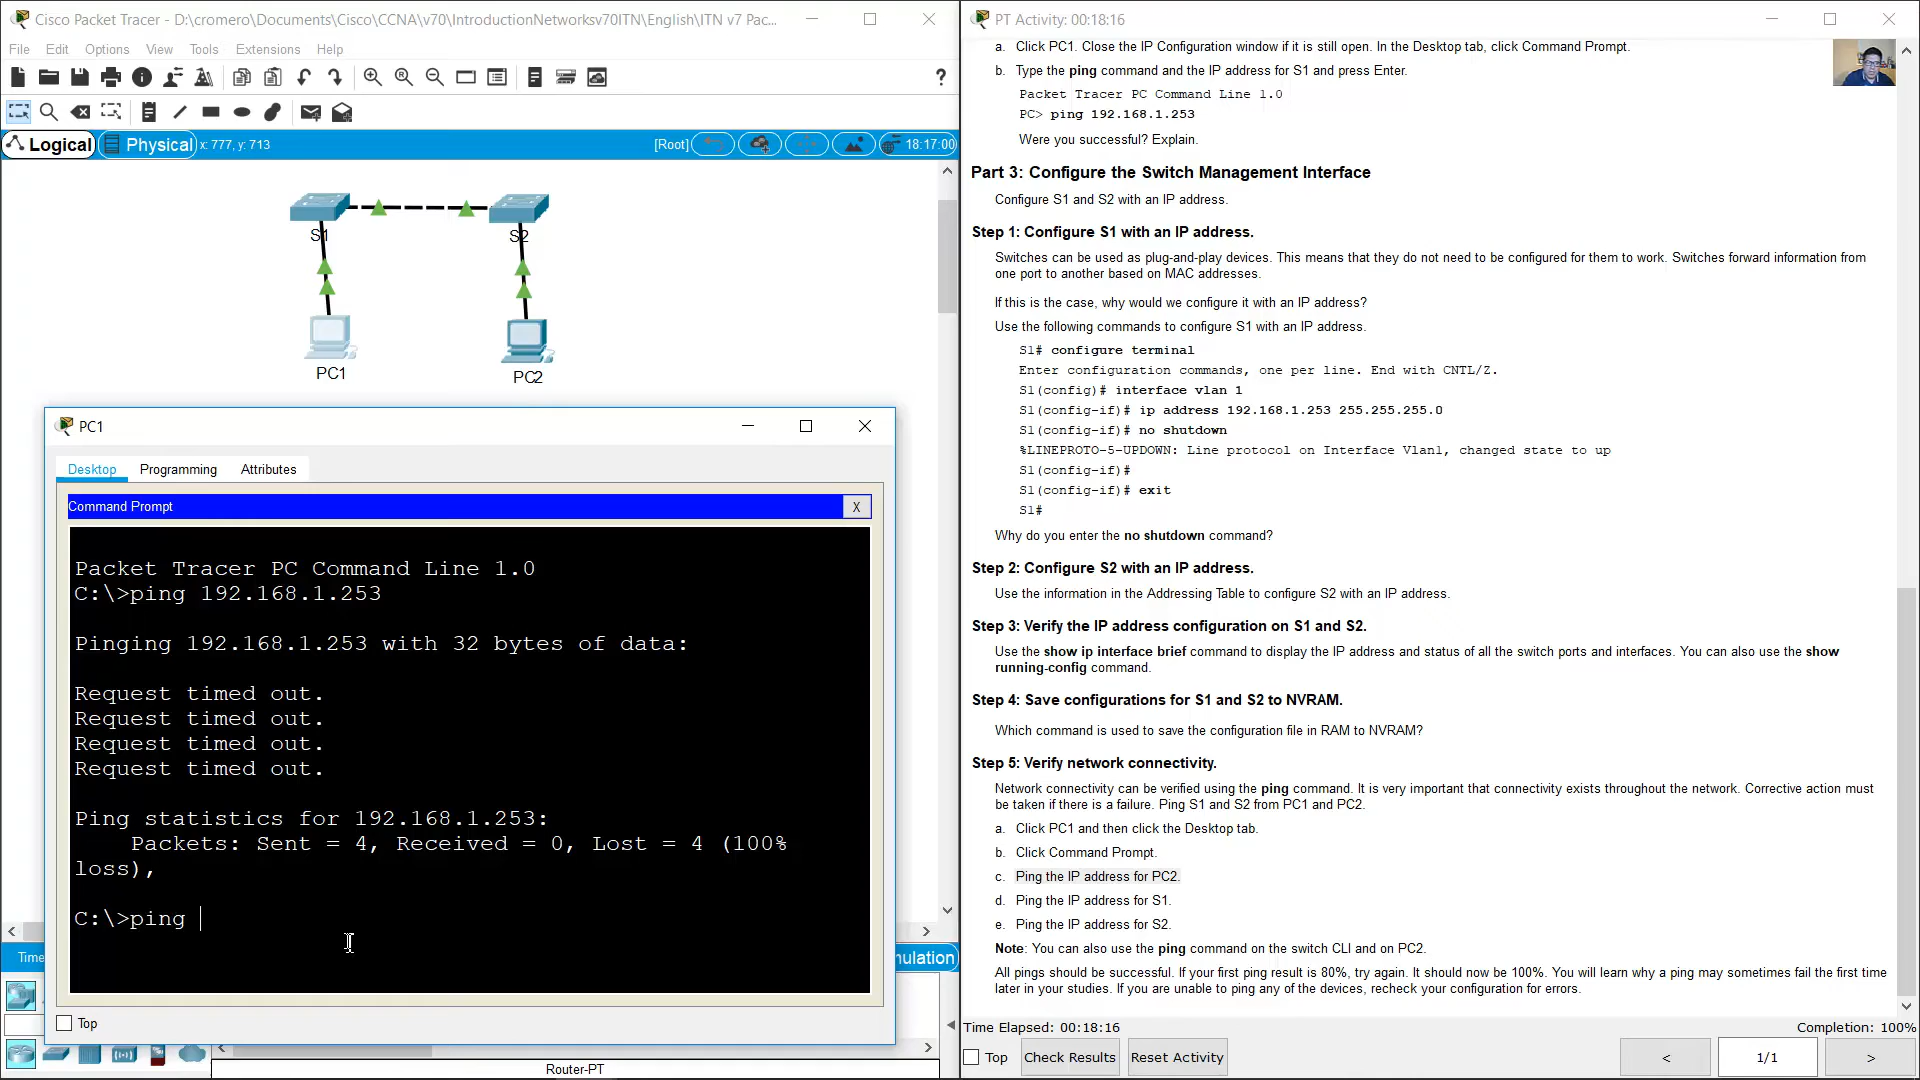 Cisco Packet Tracer - D:\cromero\Documents\Cisco\CCNA\v70\IntroductionNetworksv70ITN\English\ITN v7 Pac...
File Edit Options View Tools Extensions Help
?
Logical Physical x: 777, y: 713 [Root] 18:17:00
S1 S2
PC1 PC2
PC1
Desktop Programming Attributes
Command Prompt X
Packet Tracer PC Command Line 1.0
C:\>ping 192.168.1.253
Pinging 192.168.1.253 with 32 bytes of data:
Request timed out.
Request timed out.
Request timed out.
Request timed out.
Ping statistics for 192.168.1.253:
Packets: Sent = 4, Received = 0, Lost = 4 (100%
loss),
C:\>ping
Top
Time
Router-PT
PT Activity: 00:18:16
a. Click PC1. Close the IP Configuration window if it is still open. In the Desktop tab, click Command Prompt.
b. Type the ping command and the IP address for S1 and press Enter.
Packet Tracer PC Command Line 1.0
PC> ping 192.168.1.253
Were you successful? Explain.
Part 3: Configure the Switch Management Interface
Configure S1 and S2 with an IP address.
Step 1: Configure S1 with an IP address.
Switches can be used as plug-and-play devices. This means that they do not need to be configured for them to work. Switches forward information from
one port to another based on MAC addresses.
If this is the case, why would we configure it with an IP address?
Use the following commands to configure S1 with an IP address.
S1# configure terminal
Enter configuration commands, one per line. End with CNTL/Z.
S1(config)# interface vlan 1
S1(config-if)# ip address 192.168.1.253 255.255.255.0
S1(config-if)# no shutdown
%LINEPROTO-5-UPDOWN: Line protocol on Interface Vlan1, changed state to up
S1(config-if)#
S1(config-if)# exit
S1#
Why do you enter the no shutdown command?
Step 2: Configure S2 with an IP address.
Use the information in the Addressing Table to configure S2 with an IP address.
Step 3: Verify the IP address configuration on S1 and S2.
Use the show ip interface brief command to display the IP address and status of all the switch ports and interfaces. You can also use the show
running-config command.
Step 4: Save configurations for S1 and S2 to NVRAM.
Which command is used to save the configuration file in RAM to NVRAM?
Step 5: Verify network connectivity.
Network connectivity can be verified using the ping command. It is very important that connectivity exists throughout the network. Corrective action must
be taken if there is a failure. Ping S1 and S2 from PC1 and PC2.
a. Click PC1 and then click the Desktop tab.
b. Click Command Prompt.
c. Ping the IP address for PC2.
d. Ping the IP address for S1.
e. Ping the IP address for S2.
Note: You can also use the ping command on the switch CLI and on PC2.
All pings should be successful. If your first ping result is 80%, try again. It should now be 100%. You will learn why a ping may sometimes fail the first time
later in your studies. If you are unable to ping any of the devices, recheck your configuration for errors.
Time Elapsed: 00:18:16 Completion: 100%
Top Check Results Reset Activity < 1/1 >